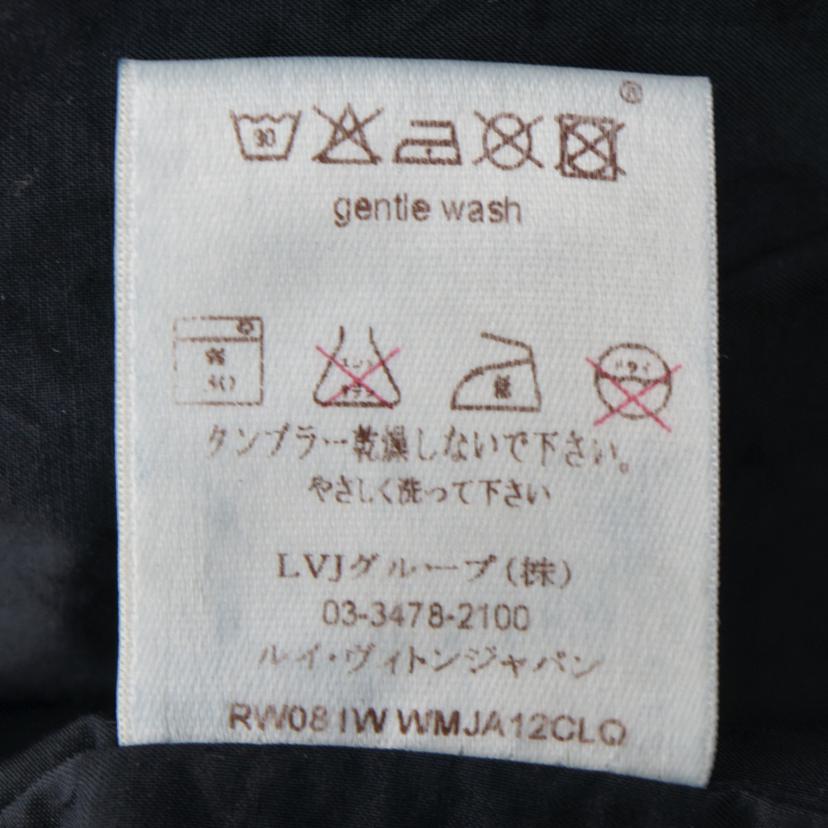 ®
30
gentle wash
タンブラー乾燥しないで下さい。
やさしく洗って下さい
LVJグループ(株)
03-3478-2100
ルイ・ヴィトンジャパン
RW081W WMJA12CLQ